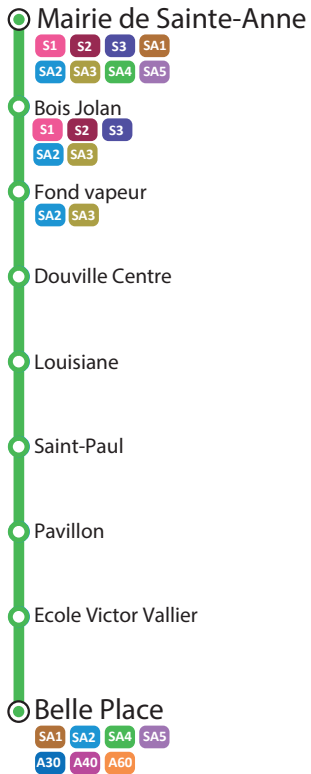 Mairie de Sainte-Anne
S1 S2 S3 SA1
SA2 SA3 SA4 SA5
Bois Jolan
S1 S2 S3
SA2 SA3
Fond vapeur
SA2 SA3
Douville Centre
Louisiane
Saint-Paul
Pavillon
Ecole Victor Vallier
Belle Place
SA1 SA2 SA4 SA5
A30 A40 A60